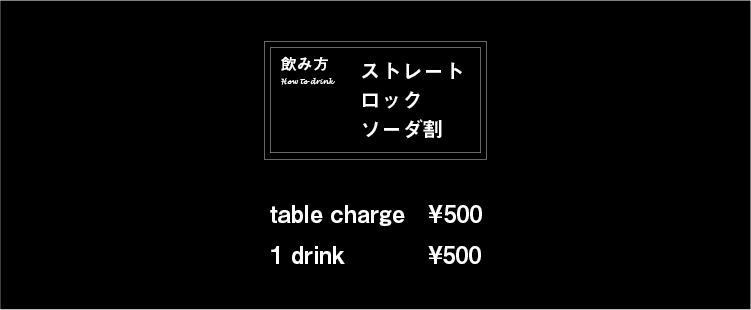 飲み方
How to drink
ストレート
ロック
ソーダ割
table charge ¥500
1 drink ¥500